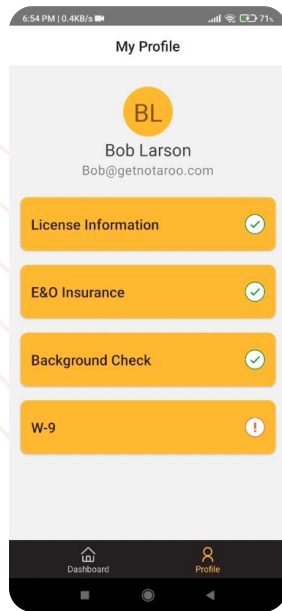 6:54 PM | 0.4KB/s 71%
My Profile
BL
Bob Larson
Bob@getnotaroo.com
License Information
E&O Insurance
Background Check
W-9
Dashboard Profile